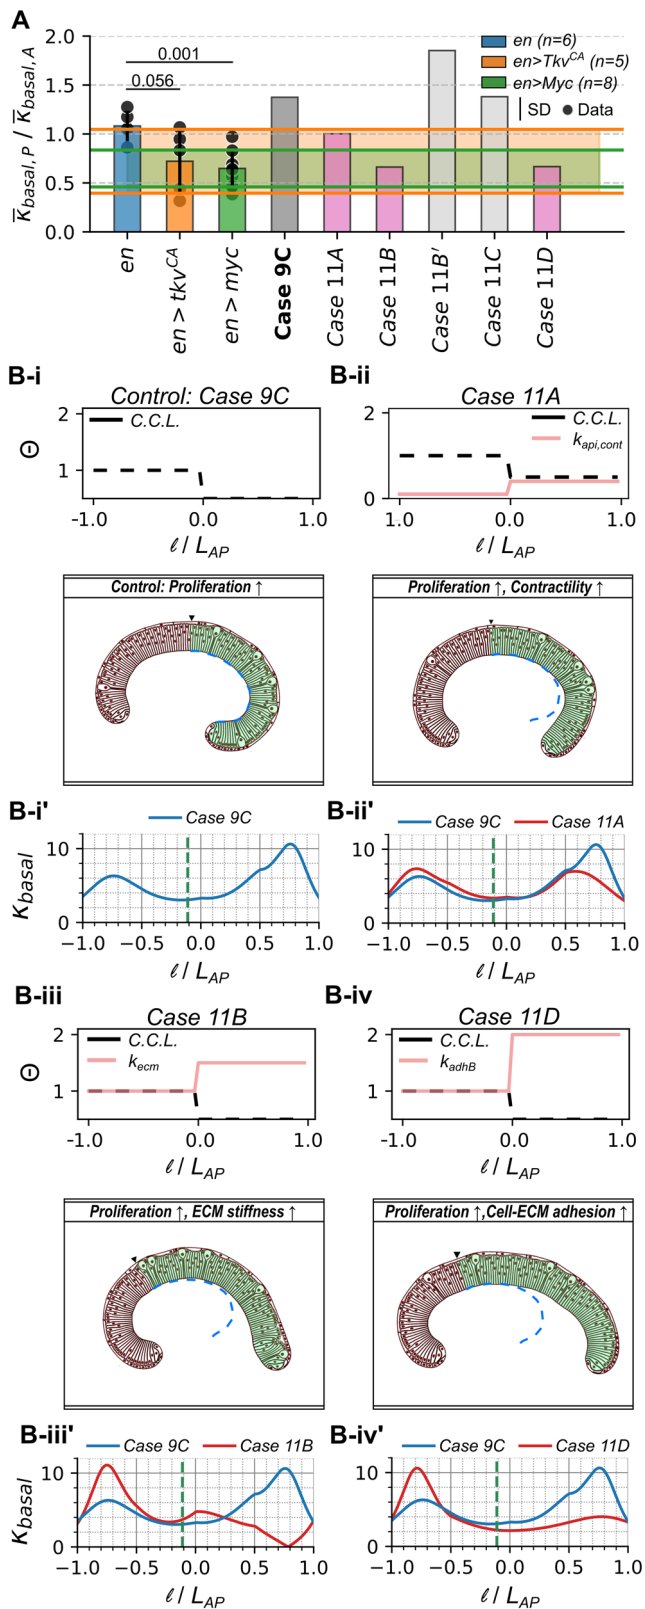 A
κ̅basal,P / κ̅basal,A
2.0
1.5
1.0
0.5
0.0
0.001
0.056
en (n=6)
en>TkvCA (n=5)
en>Myc (n=8)
SD Data
en
en > tkvCA
en > myc
Case 9C
Case 11A
Case 11B
Case 11B'
Case 11C
Case 11D
B-i
Control: Case 9C
Θ
2
1
C.C.L.
-1.0 0.0 1.0
ℓ / LAP
Control: Proliferation ↑
B-ii
Case 11A
2
0
C.C.L.
kapi,cont
1.0 0.0 1.0
ℓ / LAP
Proliferation ↑, Contractility ↑
B-i'
Case 9C
κbasal
10
0
−1.0 −0.5 0.0 0.5 1.0
ℓ / LAP
B-ii'
Case 9C Case 11A
10
0
−1.0 −0.5 0.0 0.5 1.0
ℓ / LAP
B-iii
Case 11B
Θ
2
1
C.C.L.
kecm
-1.0 0.0 1.0
ℓ / LAP
Proliferation ↑, ECM stiffness ↑
B-iv
Case 11D
2
1
C.C.L.
kadhB
-1.0 0.0 1.0
ℓ / LAP
Proliferation ↑,Cell-ECM adhesion ↑
B-iii'
Case 9C Case 11B
κbasal
10
0
−1.0 −0.5 0.0 0.5 1.0
ℓ / LAP
B-iv'
Case 9C Case 11D
10
0
−1.0 −0.5 0.0 0.5 1.0
ℓ / LAP